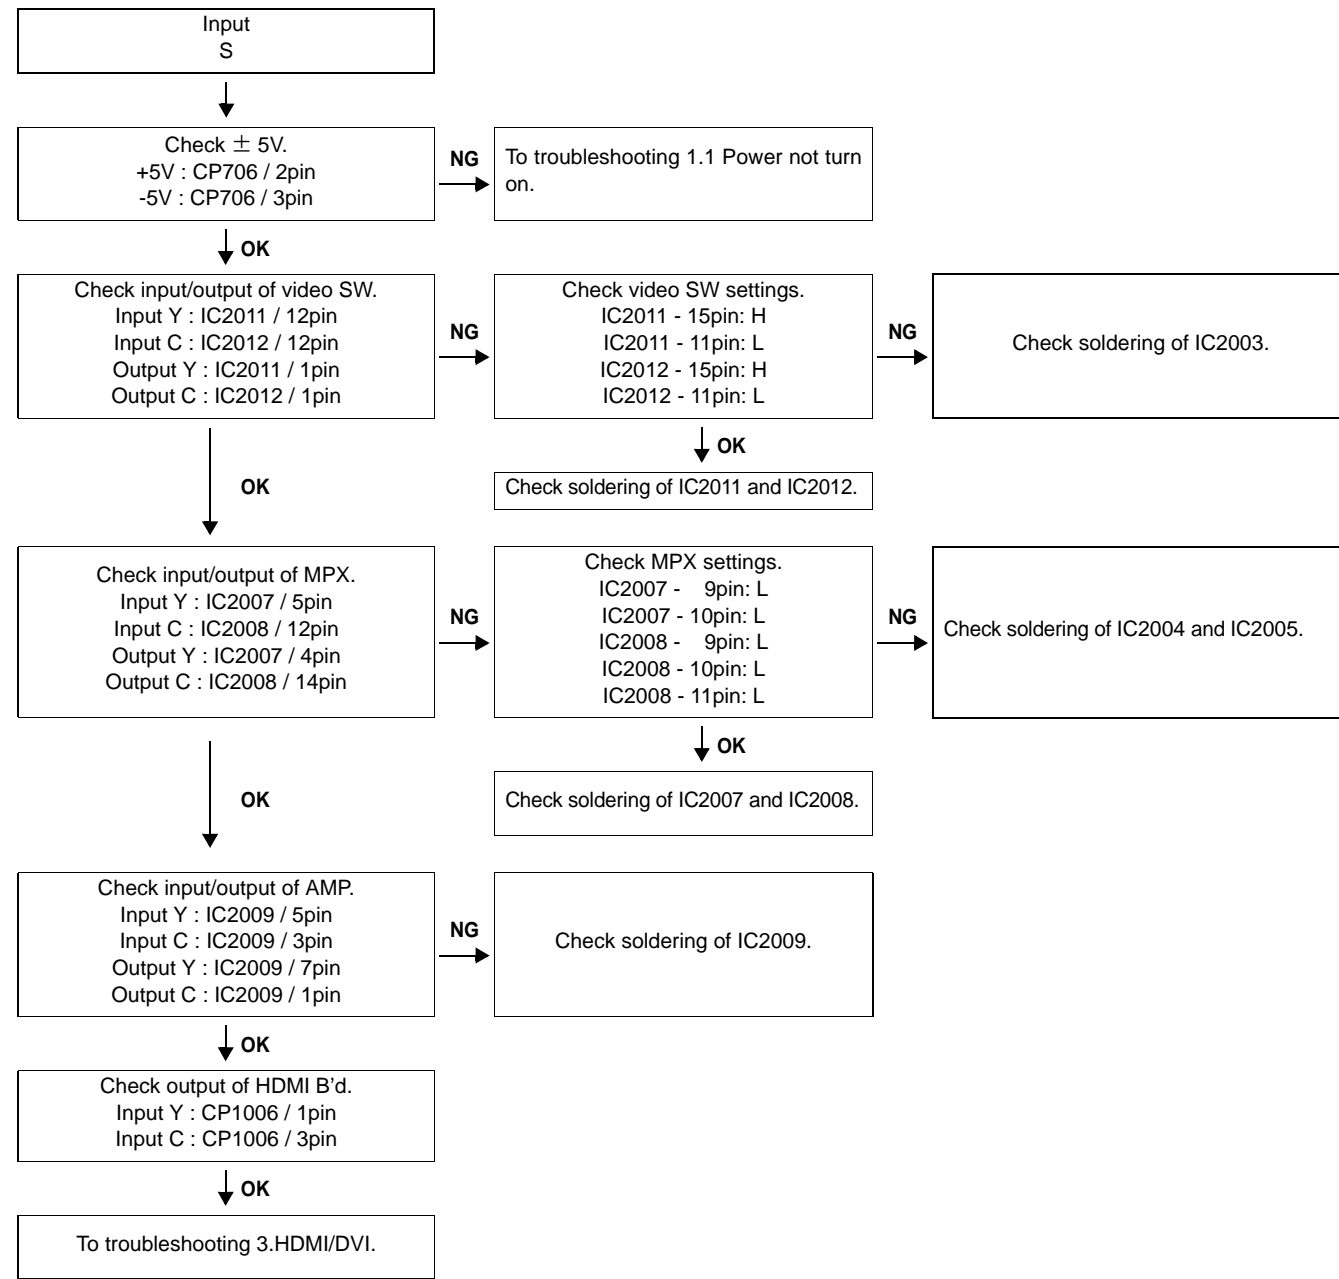 Input
S
Check ± 5V.
+5V : CP706 / 2pin
-5V : CP706 / 3pin
NG
To troubleshooting 1.1 Power not turn
on.
OK
Check input/output of video SW.
Input Y : IC2011 / 12pin
Input C : IC2012 / 12pin
Output Y : IC2011 / 1pin
Output C : IC2012 / 1pin
NG
Check video SW settings.
IC2011 - 15pin: H
IC2011 - 11pin: L
IC2012 - 15pin: H
IC2012 - 11pin: L
NG
Check soldering of IC2003.
OK
Check soldering of IC2011 and IC2012.
OK
Check input/output of MPX.
Input Y : IC2007 / 5pin
Input C : IC2008 / 12pin
Output Y : IC2007 / 4pin
Output C : IC2008 / 14pin
NG
Check MPX settings.
IC2007 - 9pin: L
IC2007 - 10pin: L
IC2008 - 9pin: L
IC2008 - 10pin: L
IC2008 - 11pin: L
NG
Check soldering of IC2004 and IC2005.
OK
Check soldering of IC2007 and IC2008.
OK
Check input/output of AMP.
Input Y : IC2009 / 5pin
Input C : IC2009 / 3pin
Output Y : IC2009 / 7pin
Output C : IC2009 / 1pin
NG
Check soldering of IC2009.
OK
Check output of HDMI B'd.
Input Y : CP1006 / 1pin
Input C : CP1006 / 3pin
OK
To troubleshooting 3.HDMI/DVI.